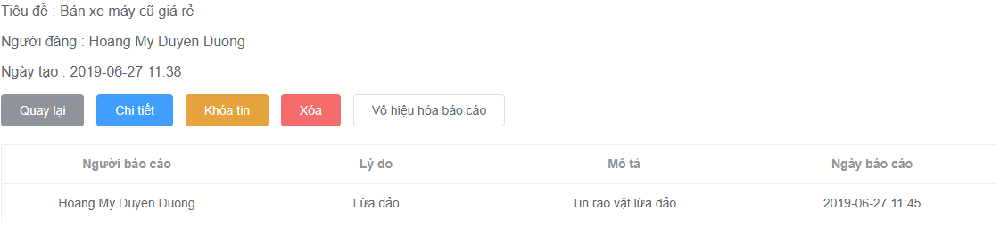 Tiêu đề : Bán xe máy cũ giá rẻ
Người đăng : Hoang My Duyen Duong
Ngày tạo : 2019-06-27 11:38
Quay lại Chi tiết Khóa tin Xóa Vô hiệu hóa báo cáo
Người báo cáo Lý do Mô tả Ngày báo cáo
Hoang My Duyen Duong Lừa đảo Tin rao vặt lừa đảo 2019-06-27 11:45